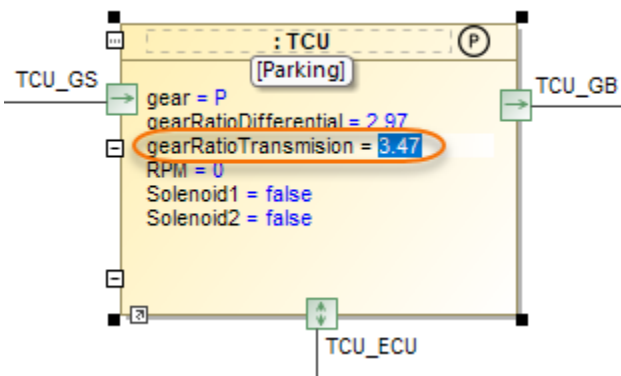 : TCU
P
[Parking]
TCU_GS
TCU_GB
gear = P
gearRatioDifferential = 2.97
gearRatioTransmision = 3.47
RPM = 0
Solenoid1 = false
Solenoid2 = false
TCU_ECU